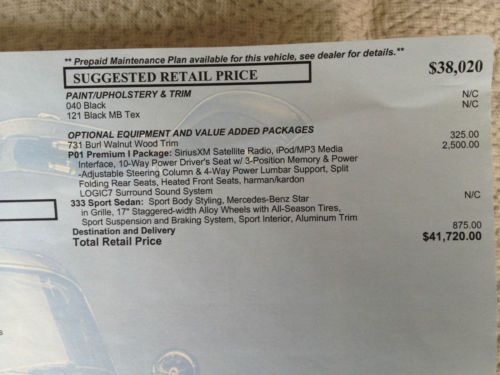 ** Prepaid Maintenance Plan available for this vehicle, see dealer for details.**
SUGGESTED RETAIL PRICE $38,020
PAINT/UPHOLSTERY & TRIM
040 Black N/C
121 Black MB Tex N/C
OPTIONAL EQUIPMENT AND VALUE ADDED PACKAGES
731 Burl Walnut Wood Trim 325.00
P01 Premium I Package: SiriusXM Satellite Radio, iPod/MP3 Media 2,500.00
Interface, 10-Way Power Driver's Seat w/ 3-Position Memory & Power
-Adjustable Steering Column & 4-Way Power Lumbar Support, Split
Folding Rear Seats, Heated Front Seats, harman/kardon
LOGIC7 Surround Sound System
333 Sport Sedan: Sport Body Styling, Mercedes-Benz Star N/C
in Grille, 17" Staggered-width Alloy Wheels with All-Season Tires,
Sport Suspension and Braking System, Sport Interior, Aluminum Trim
Destination and Delivery 875.00
Total Retail Price $41,720.00
s